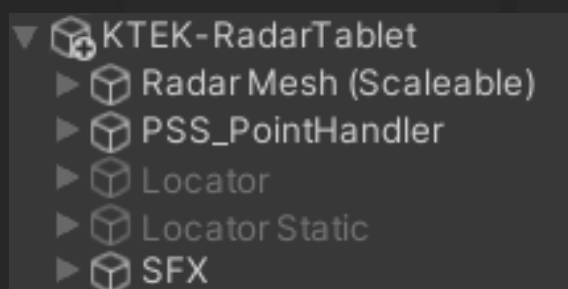 KTEK-RadarTablet
Radar Mesh (Scaleable)
PSS_PointHandler
Locator
Locator Static
SFX